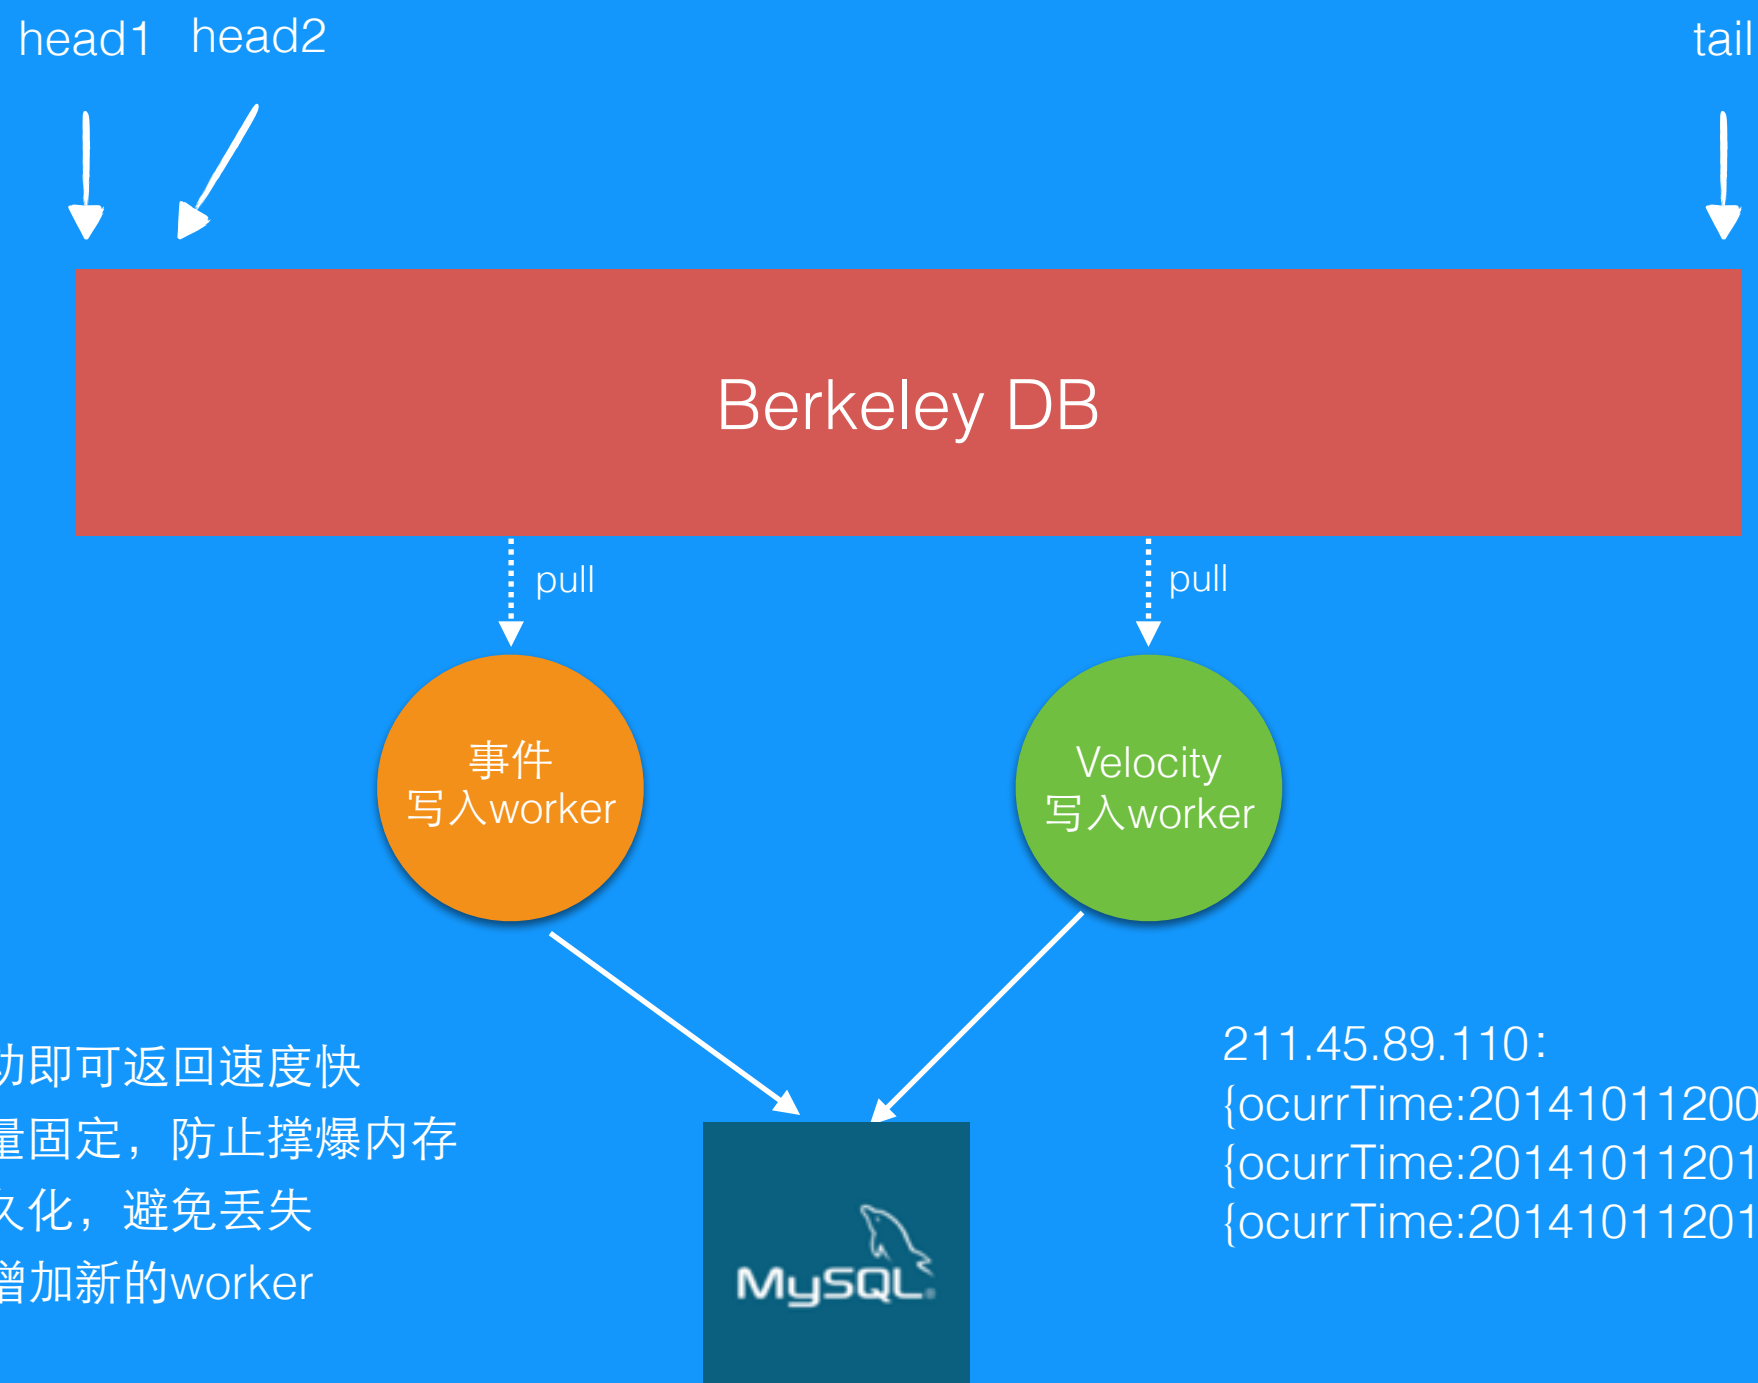 head1 head2 tail
Berkeley DB
pull pull
事件
写入worker
Velocity
写入worker
功即可返回速度快
量固定，防止撑爆内存
久化，避免丢失
增加新的worker
211.45.89.110：
{ocurrTime:20141011200
{ocurrTime:20141011201
{ocurrTime:20141011201
MySQL